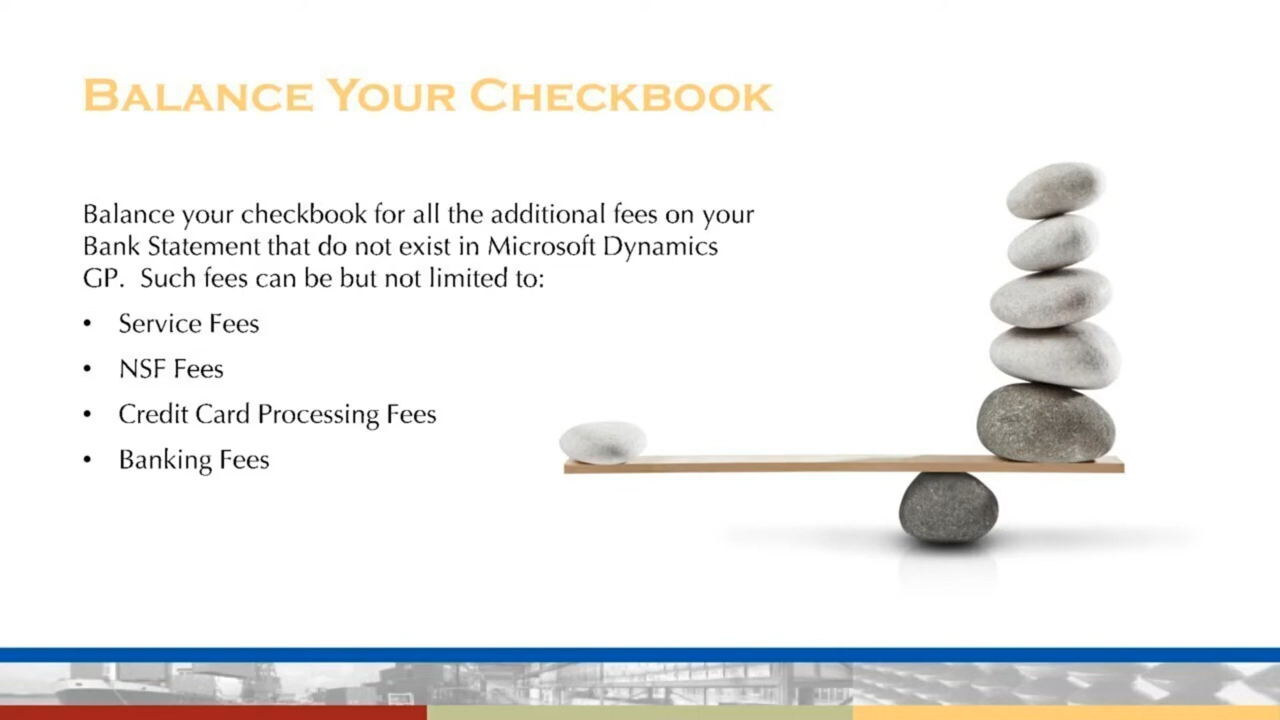 Balance Your Checkbook
Balance your checkbook for all the additional fees on your
Bank Statement that do not exist in Microsoft Dynamics
GP.  Such fees can be but not limited to:
• Service Fees
• NSF Fees
• Credit Card Processing Fees
• Banking Fees